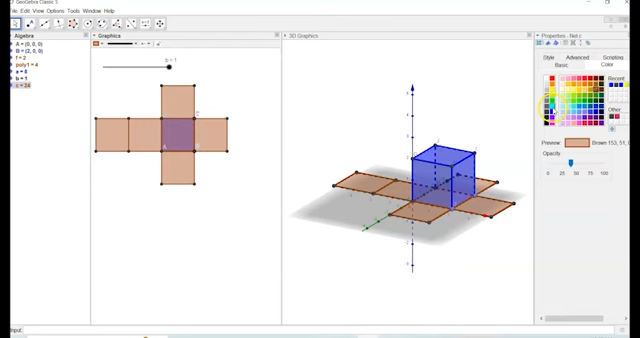 GeoGebra Classic 5
File Edit View Options Tools Window Help
Algebra
Graphics
3D Graphics
Properties - Net c
A = (0, 0, 0)
B = (2, 0, 0)
f = 2
poly1 = 4
a = 8
b = 1
c = 24
b = 1
C
A
B
Style Advanced Scripting
Basic Color
Other:
Preview: Brown 153, 51, 0
Opacity
0 25 50 75 100
Input: